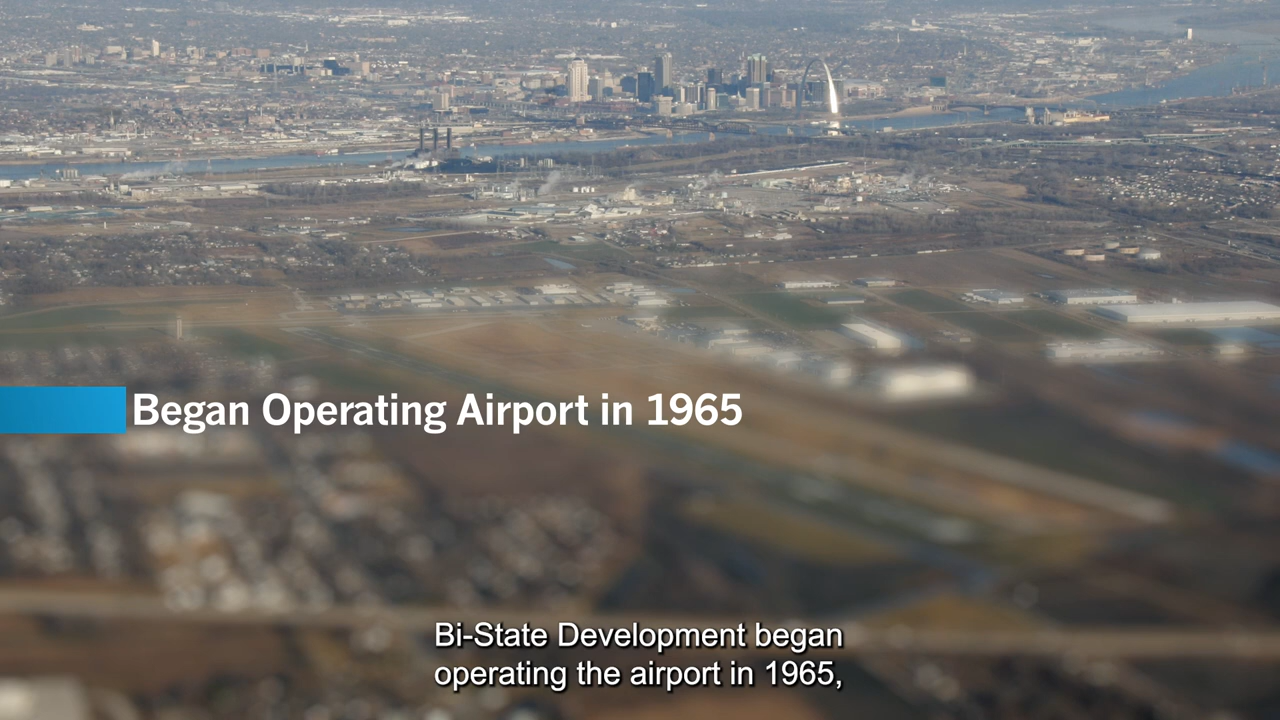 Began Operating Airport in 1965
Bi-State Development began
operating the airport in 1965,